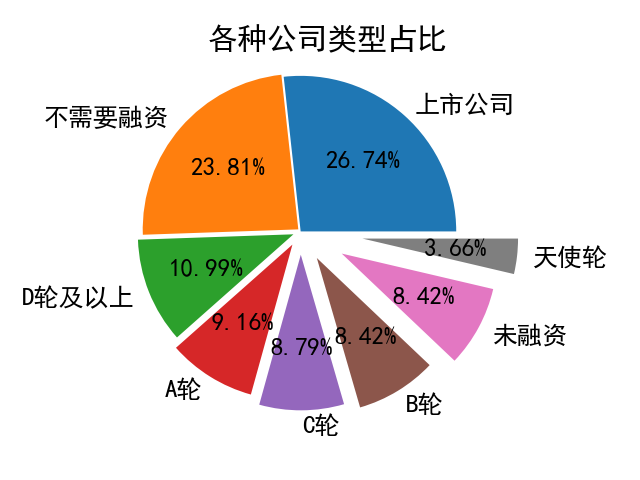 各种公司类型占比
上市公司
26.74%
不需要融资
23.81%
D轮及以上
10.99%
A轮
9.16%
C轮
8.79%
B轮
8.42%
未融资
8.42%
天使轮
3.66%